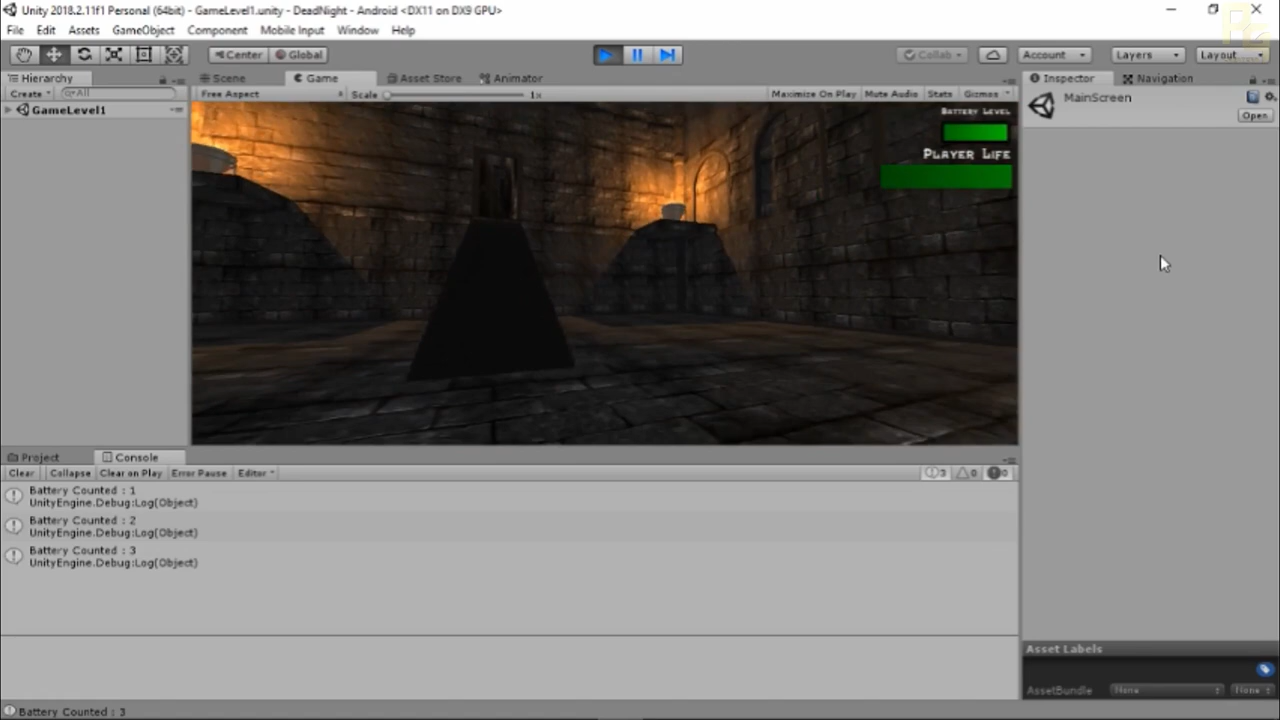 Unity 2018.2.11f1 Personal (64bit) - GameLevel1.unity - DeadNight - Android <DX11 on DX9 GPU>
File Edit Assets GameObject Component Mobile Input Window Help
Center Global Collab Account Layers Layout
Hierarchy Scene Game Asset Store Animator Inspector Navigation
Create All Free Aspect Scale 1x Maximize On Play Mute Audio Stats Gizmos MainScreen
GameLevel1 Open
Battery Level
Player Life
Project Console
Clear Collapse Clear on Play Error Pause Editor 3 0 0
Battery Counted : 1
UnityEngine.Debug:Log(Object)
Battery Counted : 2
UnityEngine.Debug:Log(Object)
Battery Counted : 3
UnityEngine.Debug:Log(Object)
Asset Labels
AssetBundle None None
Battery Counted : 3